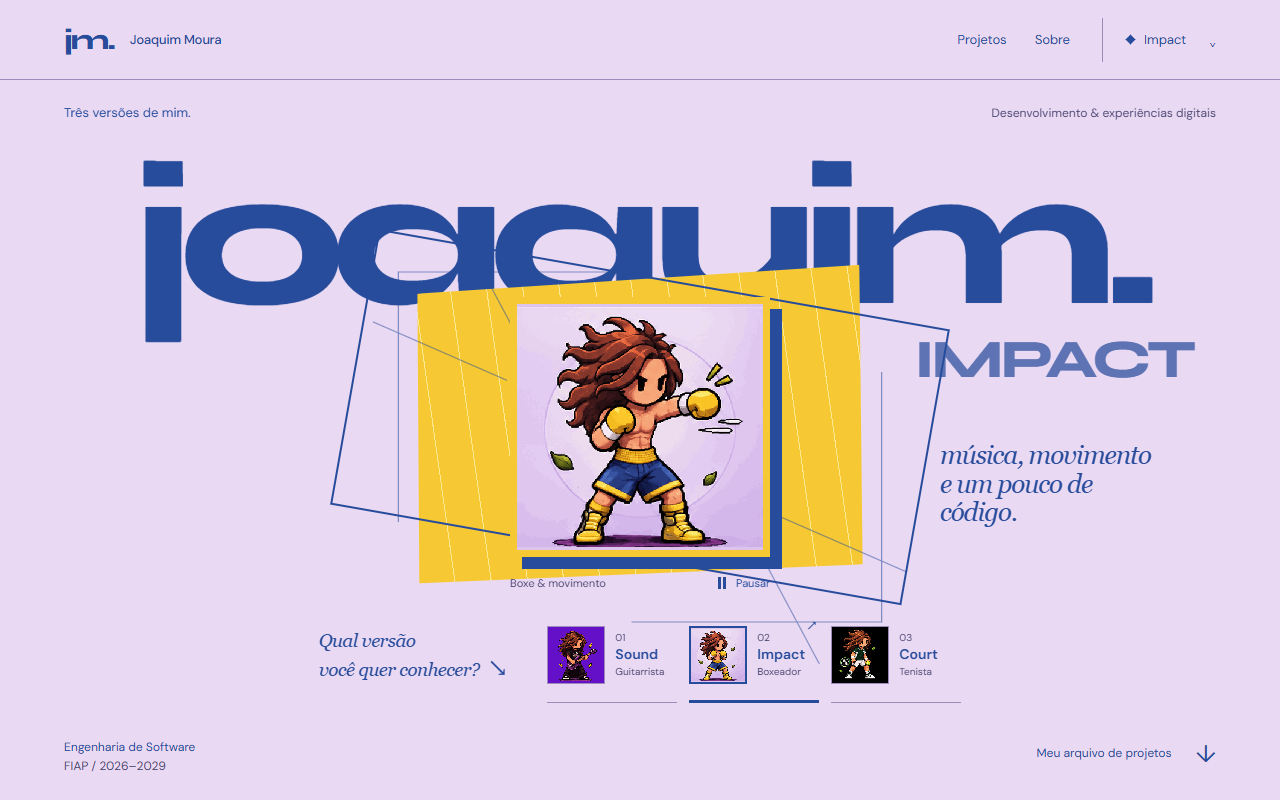 jm. Joaquim Moura
Projetos Sobre Impact
Três versões de mim.
Desenvolvimento & experiências digitais
joaquim.
IMPACT
música, movimento
e um pouco de
código.
Boxe & movimento
Pausar
Qual versão
você quer conhecer?
01
Sound
Guitarrista
02
Impact
Boxeador
03
Court
Tenista
Engenharia de Software
FIAP / 2026–2029
Meu arquivo de projetos